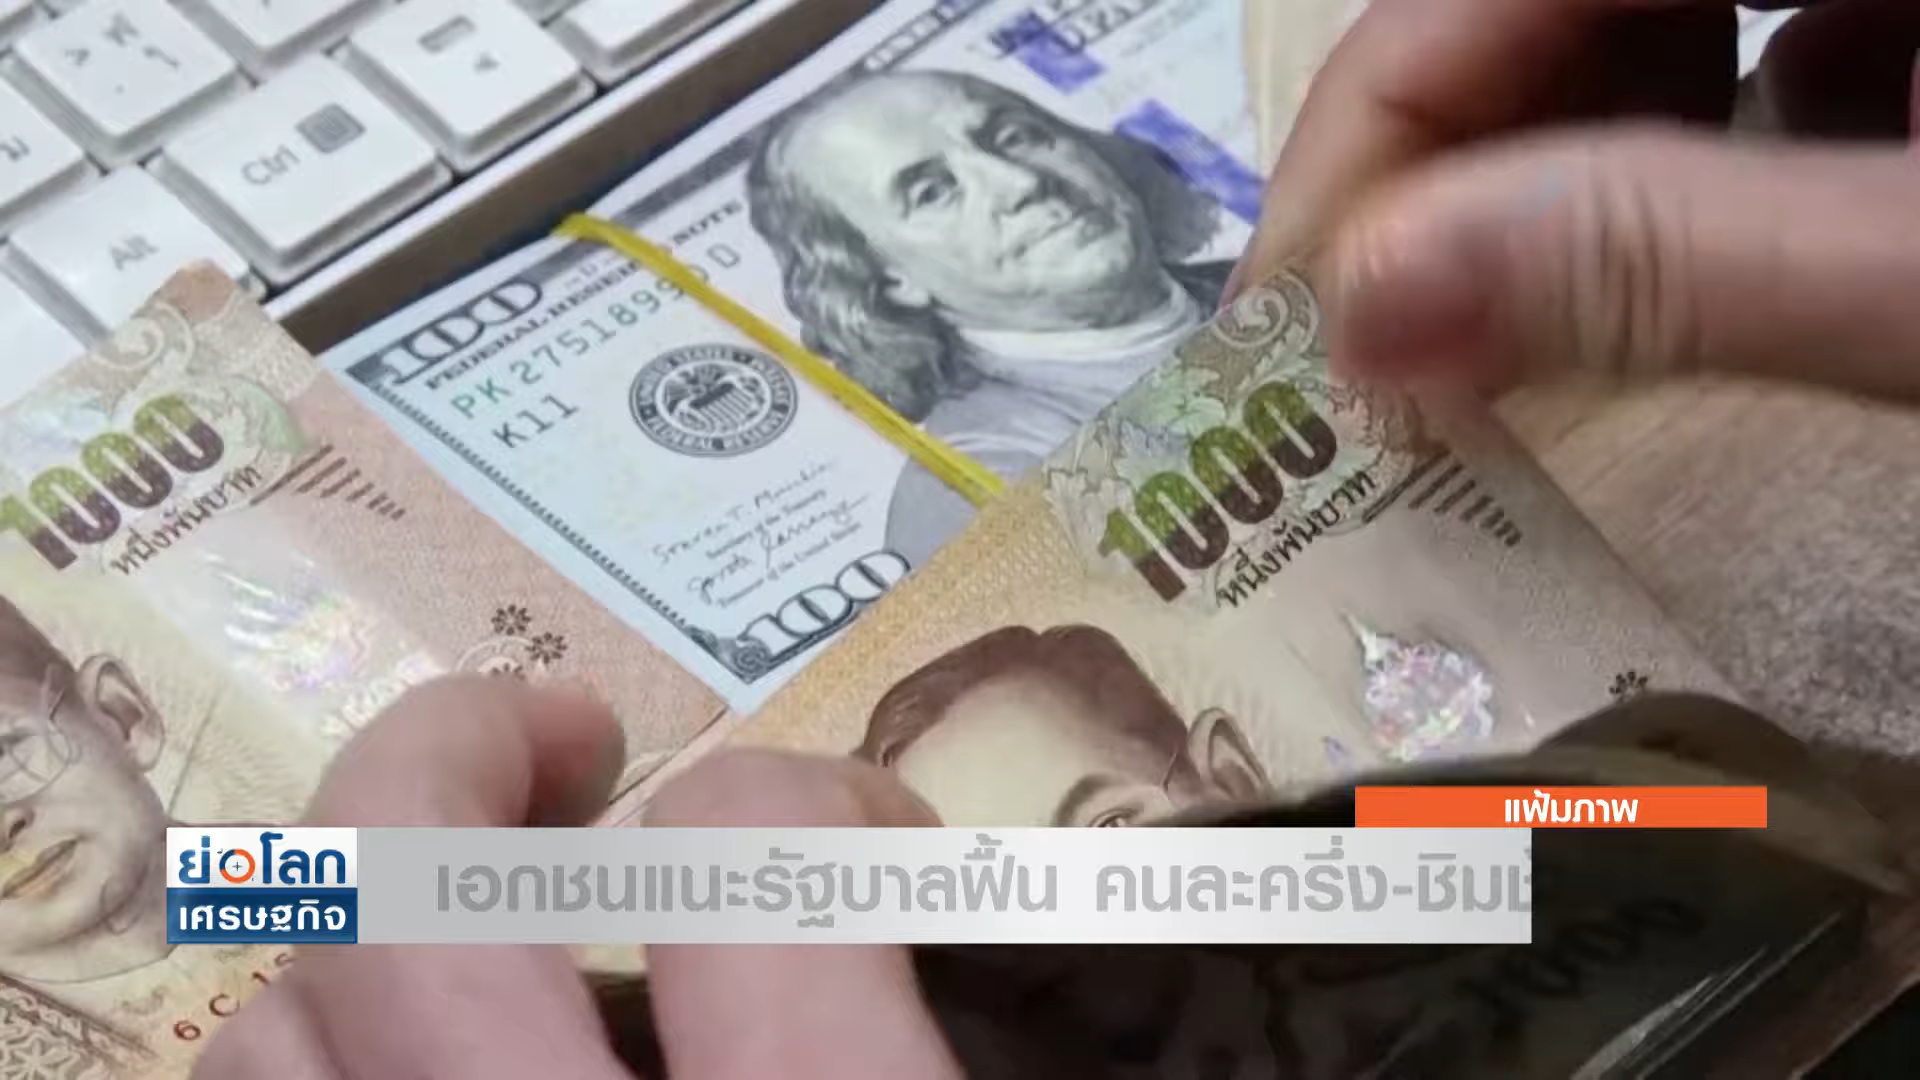 Ctrl
Alt
FEDERAL RESERVE NOTE
100
K11
100
1000
หนึ่งพันบาท
1000
หนึ่งพันบาท
แฟ้มภาพ
ย่อโลก
เศรษฐกิจ
เอกชนแนะรัฐบาลฟื้น คนละครึ่ง-ชิมช้
6 C 15